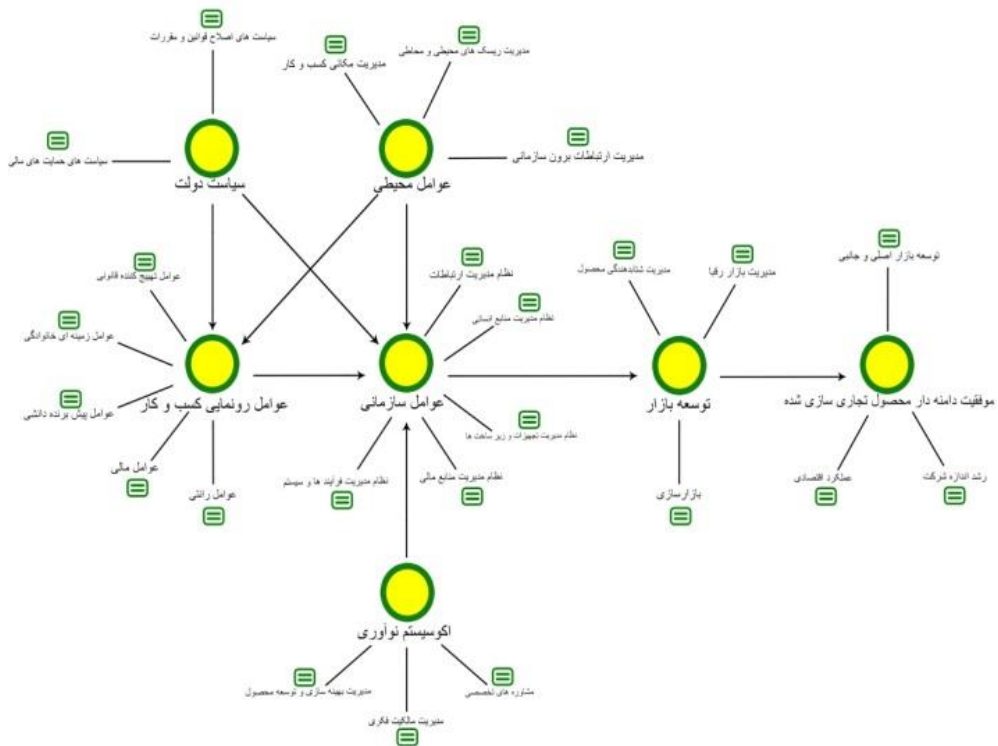 سیاست های اصلاح قوانین و مقررات
مدیریت ریسک های محیطی و محاطی
مدیریت مکانی کسب و کار
سیاست های حمایت های مالی
مدیریت ارتباطات برون سازمانی
سیاست دولت
عوامل محیطی
توسعه بازار اصلی و جانبی
عوامل تهییج کننده قانونی
نظام مدیریت ارتباطات
مدیریت شتابدهندگی محصول
مدیریت بازار رقبا
نظام مدیریت منابع انسانی
عوامل زمینه ای خانوادگی
عوامل رونمایی کسب و کار
عوامل سازمانی
توسعه بازار
موفقیت دامنه دار محصول تجاری سازی شده
عوامل پیش برنده دانشی
نظام مدیریت تجهیزات و زیر ساخت ها
عوامل مالی
نظام مدیریت فرآیند ها و سیستم
نظام مدیریت منابع مالی
عملکرد اقتصادی
رشد اندازه شرکت
عوامل رانتی
بازارسازی
اکوسیستم نوآوری
مدیریت بهینه سازی و توسعه محصول
مشاوره های تخصصی
مدیریت مالکیت فکری